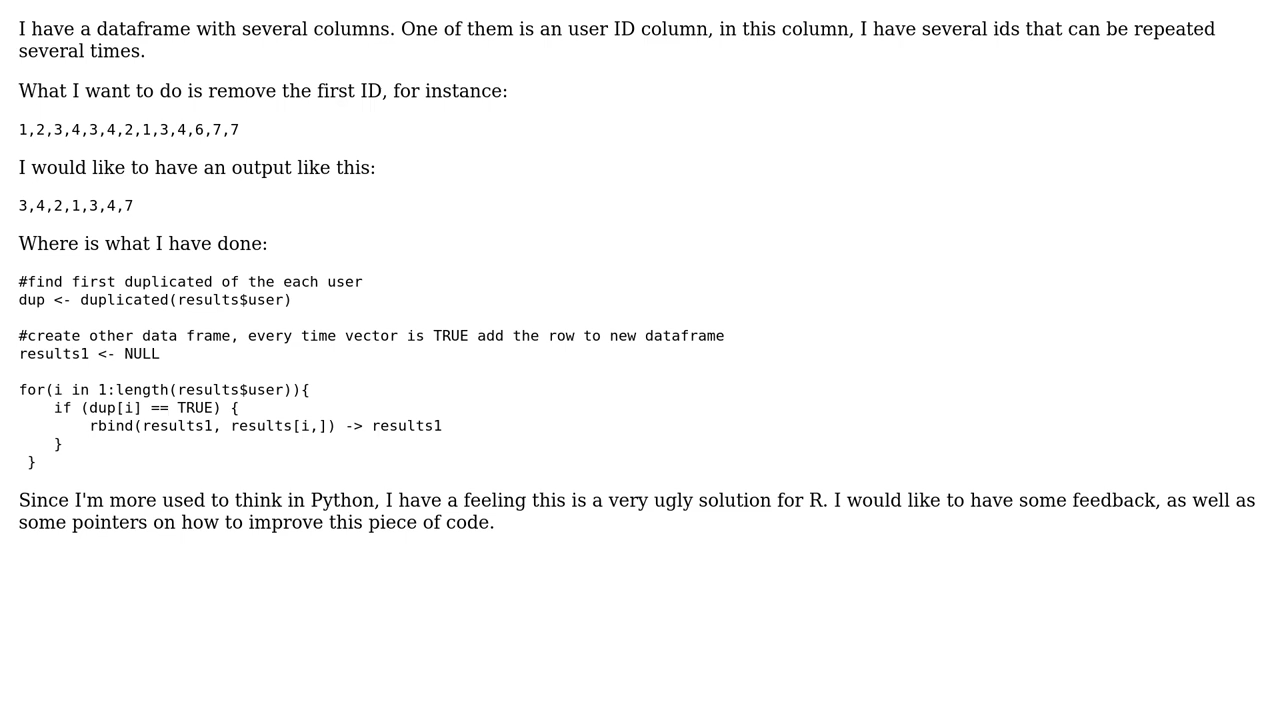 I have a dataframe with several columns. One of them is an user ID column, in this column, I have several ids that can be repeated
several times.
What I want to do is remove the first ID, for instance:
1,2,3,4,3,4,2,1,3,4,6,7,7
I would like to have an output like this:
3,4,2,1,3,4,7
Where is what I have done:
#find first duplicated of the each user
dup <- duplicated(results$user)
#create other data frame, every time vector is TRUE add the row to new dataframe
results1 <- NULL
for(i in 1:length(results$user)){
    if (dup[i] == TRUE) {
        rbind(results1, results[i,]) -> results1
    }
 }
Since I'm more used to think in Python, I have a feeling this is a very ugly solution for R. I would like to have some feedback, as well as
some pointers on how to improve this piece of code.